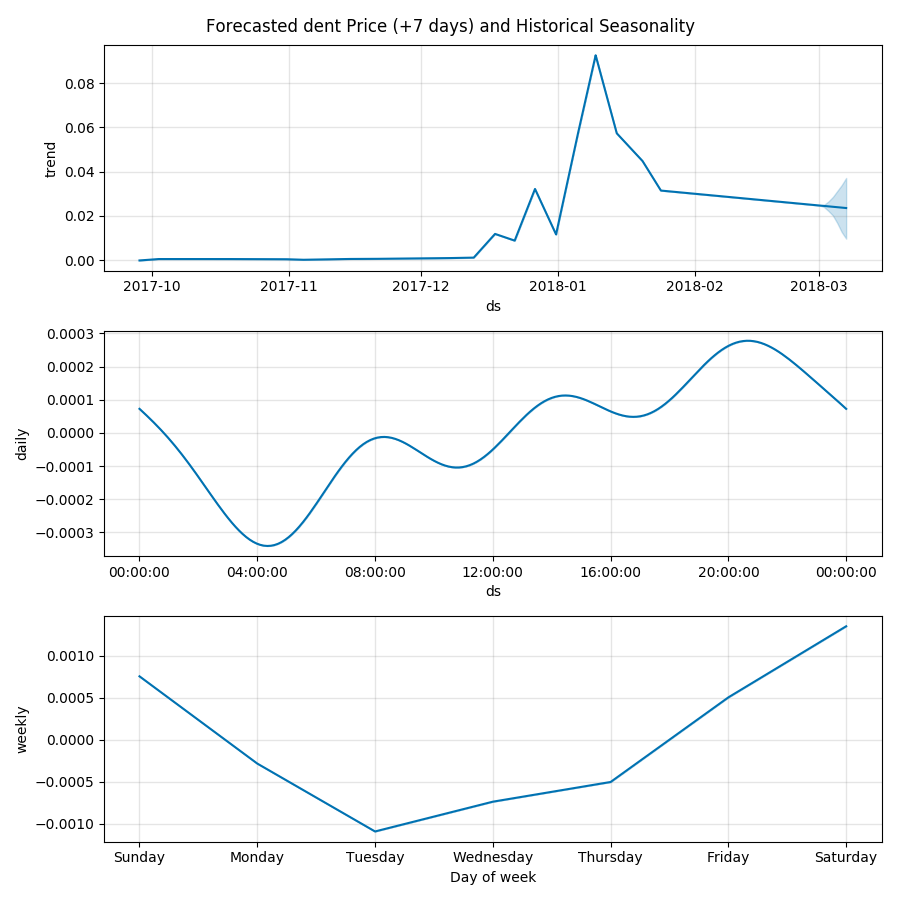 Forecasted dent Price (+7 days) and Historical Seasonality
trend
0.08
0.06
0.04
0.02
0.00
2017-10 2017-11 2017-12 2018-01 2018-02 2018-03
ds
daily
0.0003
0.0002
0.0001
0.0000
−0.0001
−0.0002
−0.0003
00:00:00 04:00:00 08:00:00 12:00:00 16:00:00 20:00:00 00:00:00
ds
weekly
0.0010
0.0005
0.0000
−0.0005
−0.0010
Sunday Monday Tuesday Wednesday Thursday Friday Saturday
Day of week